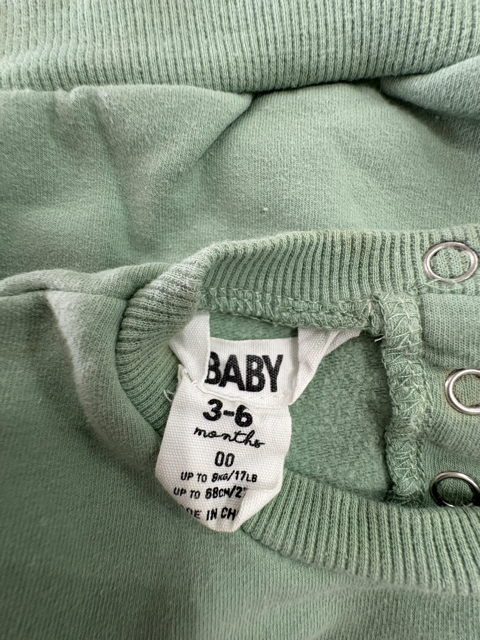 BABY
3-6
months
00
UP TO 8KG/17LB
UP TO 68CM/2
DE IN CH